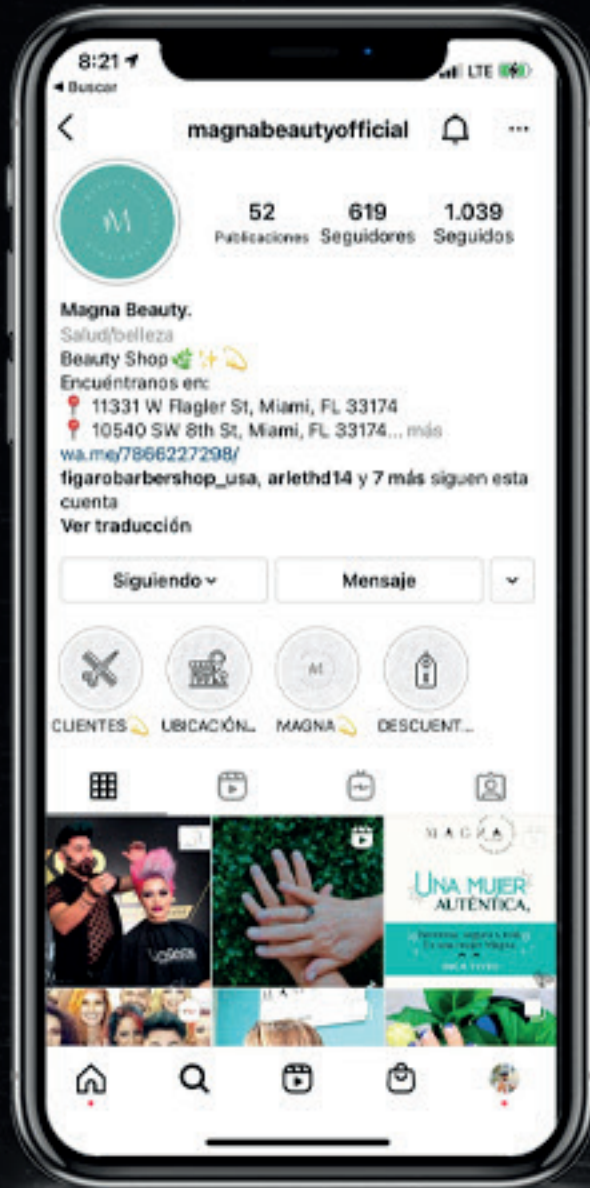 8:21
LTE
Buscar
magnabeautyofficial
M
52 619 1.039
Publicaciones Seguidores Seguidos
Magna Beauty.
Salud/belleza
Beauty Shop🌿✨💫
Encuéntranos en:
📍 11331 W Flagler St, Miami, FL 33174
📍 10540 SW 8th St, Miami, FL 33174... más
wa.me/7866227298/
figarobarbershop_usa, arlethd14 y 7 más siguen esta
cuenta
Ver traducción
Siguiendo Mensaje
M
CLIENTES💫 UBICACIÓN... MAGNA💫 DESCUENT...
MAGNA
UNA MUJER
AUTÉNTICA,